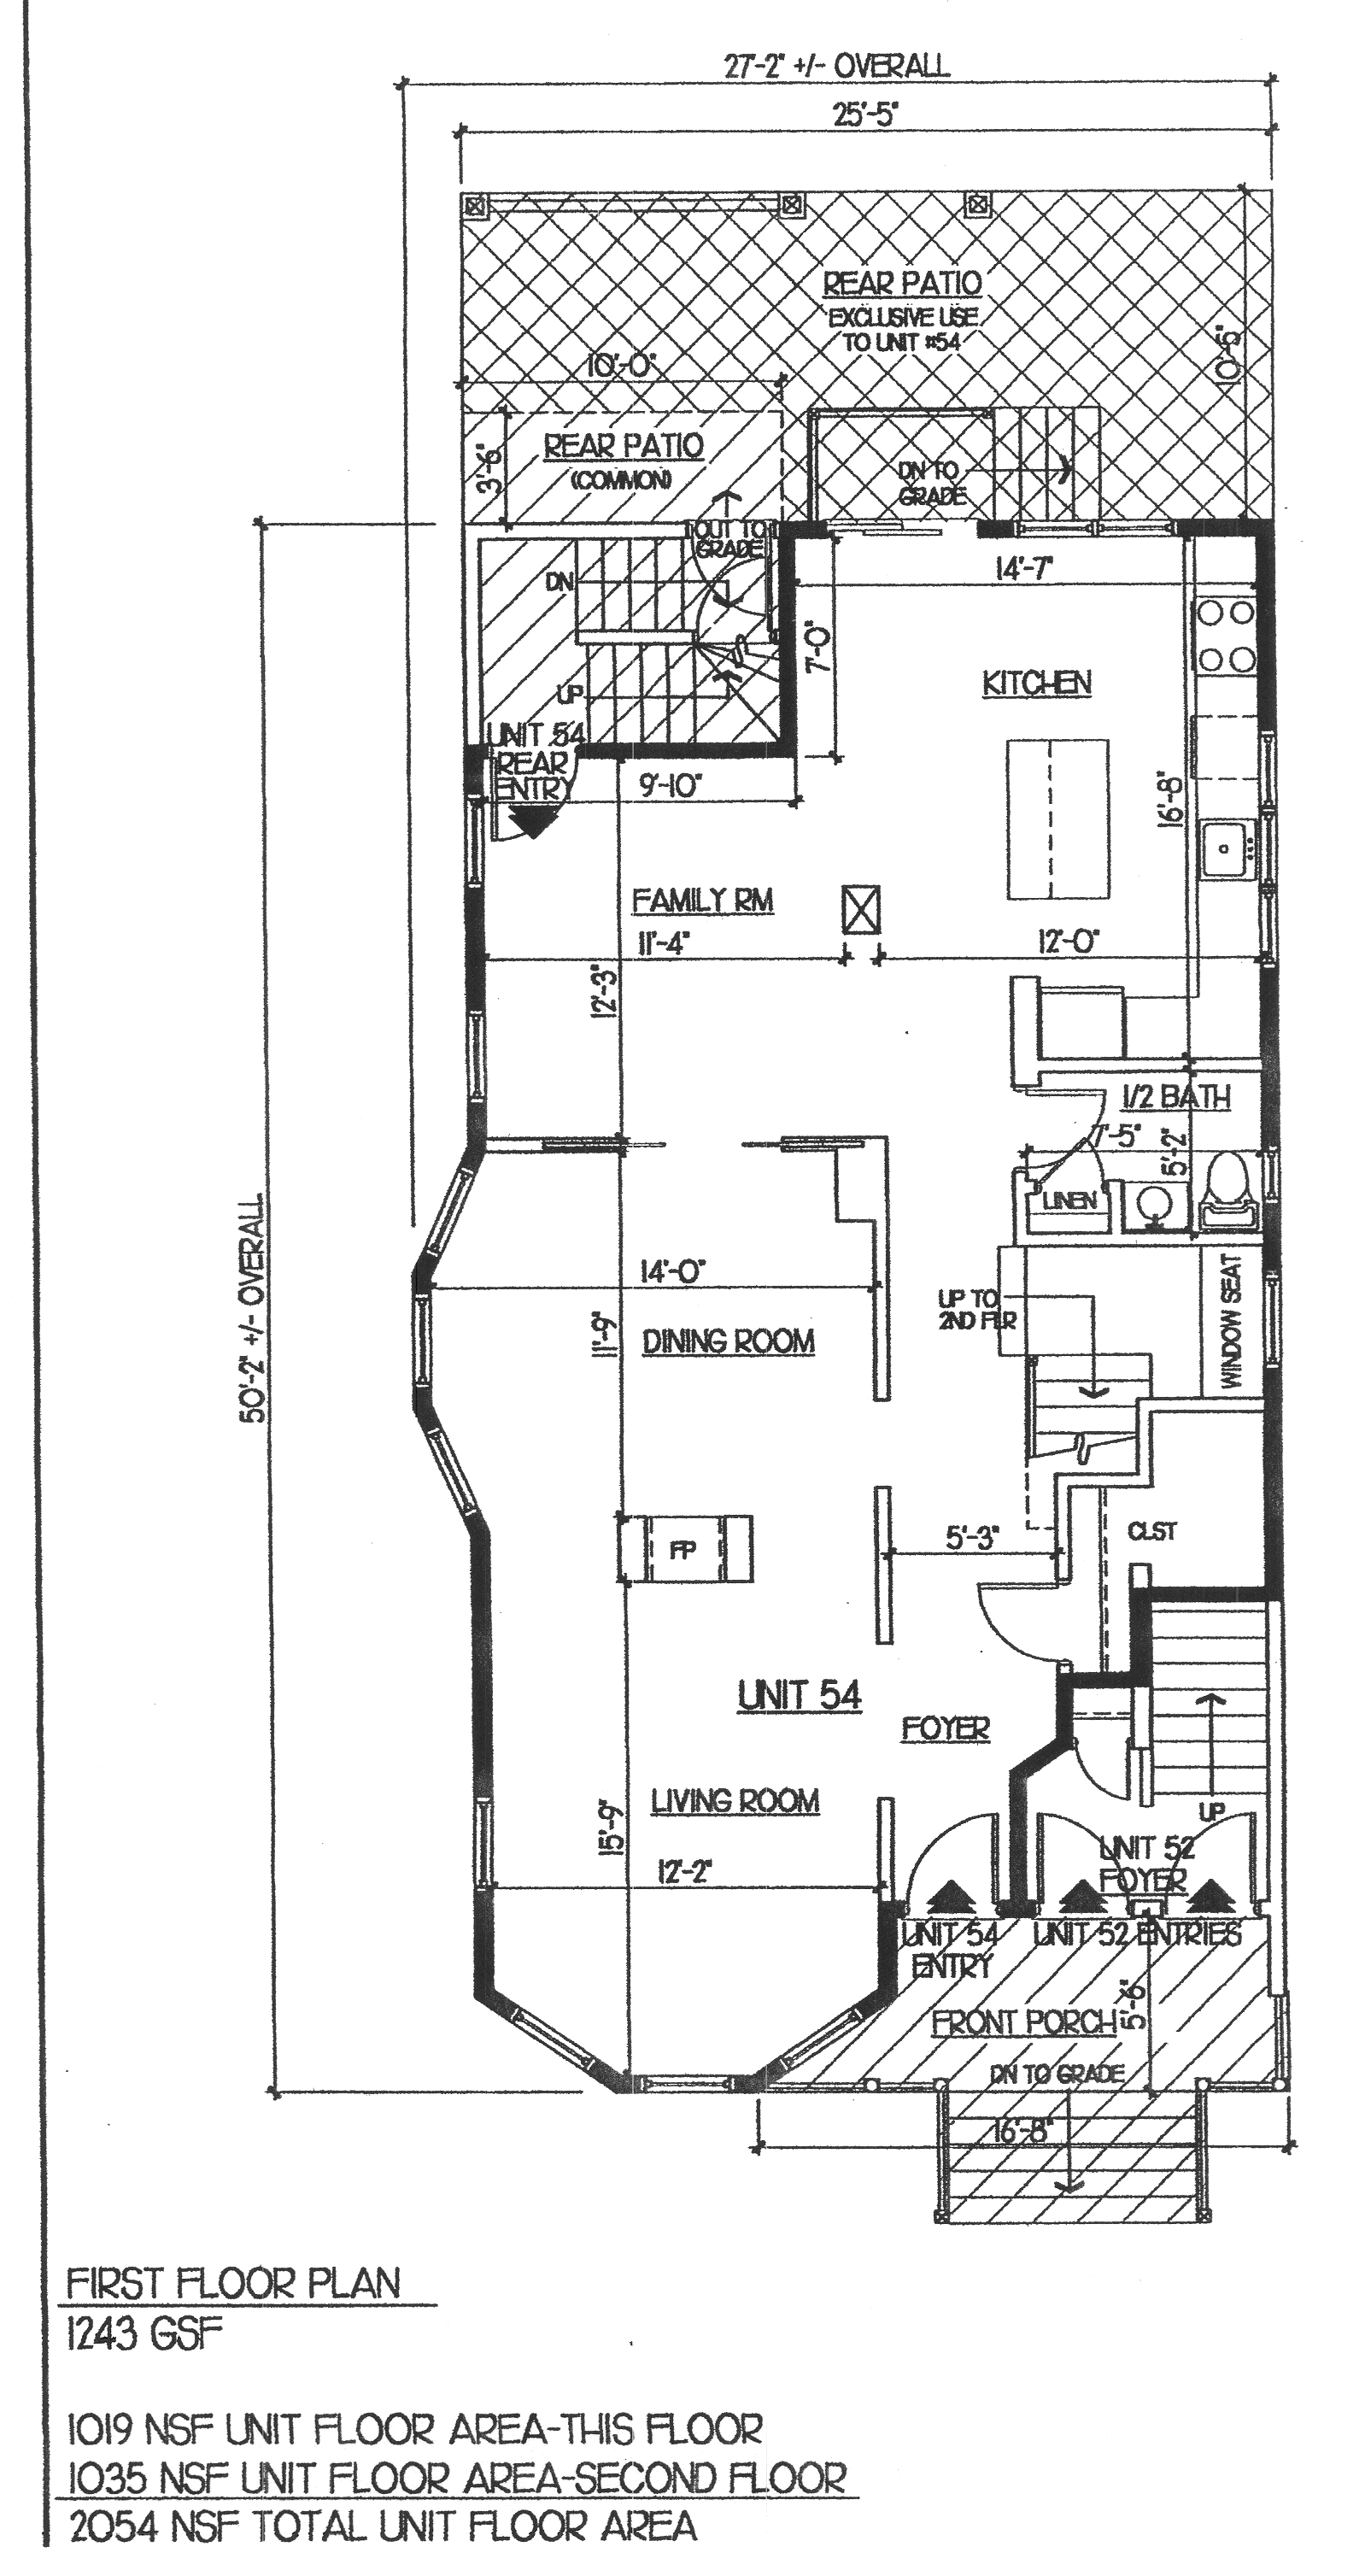 27'-2" +/- OVERALL
25'-5"
REAR PATIO
EXCLUSIVE USE
TO UNIT #54
10'-5"
10'-0"
REAR PATIO
(COMMON)
3'-6"
DN TO
GRADE
OUT TO
GRADE
DN
14'-7"
7'-0"
UP
KITCHEN
UNIT 54
REAR
ENTRY
9'-10"
16'-8"
FAMILY RM
11'-4"
12'-0"
12'-3"
1/2 BATH
7'-5"
5'-2"
LINEN
50'-2" +/- OVERALL
14'-0"
UP TO
2ND FLR
WINDOW SEAT
11'-9"
DINING ROOM
FP
5'-3"
CLST
UNIT 54
FOYER
LIVING ROOM
15'-9"
12'-2"
UP
UNIT 52
FOYER
UNIT 54
ENTRY
UNIT 52 ENTRIES
5'-6"
FRONT PORCH
DN TO GRADE
16'-8"
FIRST FLOOR PLAN
1243 GSF
1019 NSF UNIT FLOOR AREA-THIS FLOOR
1035 NSF UNIT FLOOR AREA-SECOND FLOOR
2054 NSF TOTAL UNIT FLOOR AREA